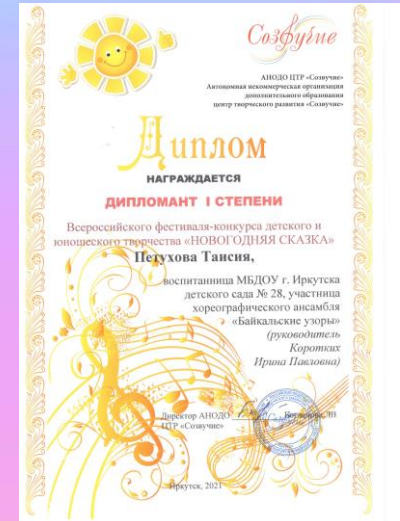 Созвучие
АНОДО ЦТР «Созвучие»
Автономная некоммерческая организация
дополнительного образования
центр творческого развития «Созвучие»
Диплом
НАГРАЖДАЕТСЯ
ДИПЛОМАНТ I СТЕПЕНИ
Всероссийского фестиваля-конкурса детского и
юношеского творчества «НОВОГОДНЯЯ СКАЗКА»
Петухова Таисия,
воспитанница МБДОУ г. Иркутска
детского сада № 28, участница
хореографического ансамбля
«Байкальские узоры»
(руководитель
Коротких
Ирина Павловна)
Директор АНОДО
ЦТР «Созвучие»
Иркутск, 2021